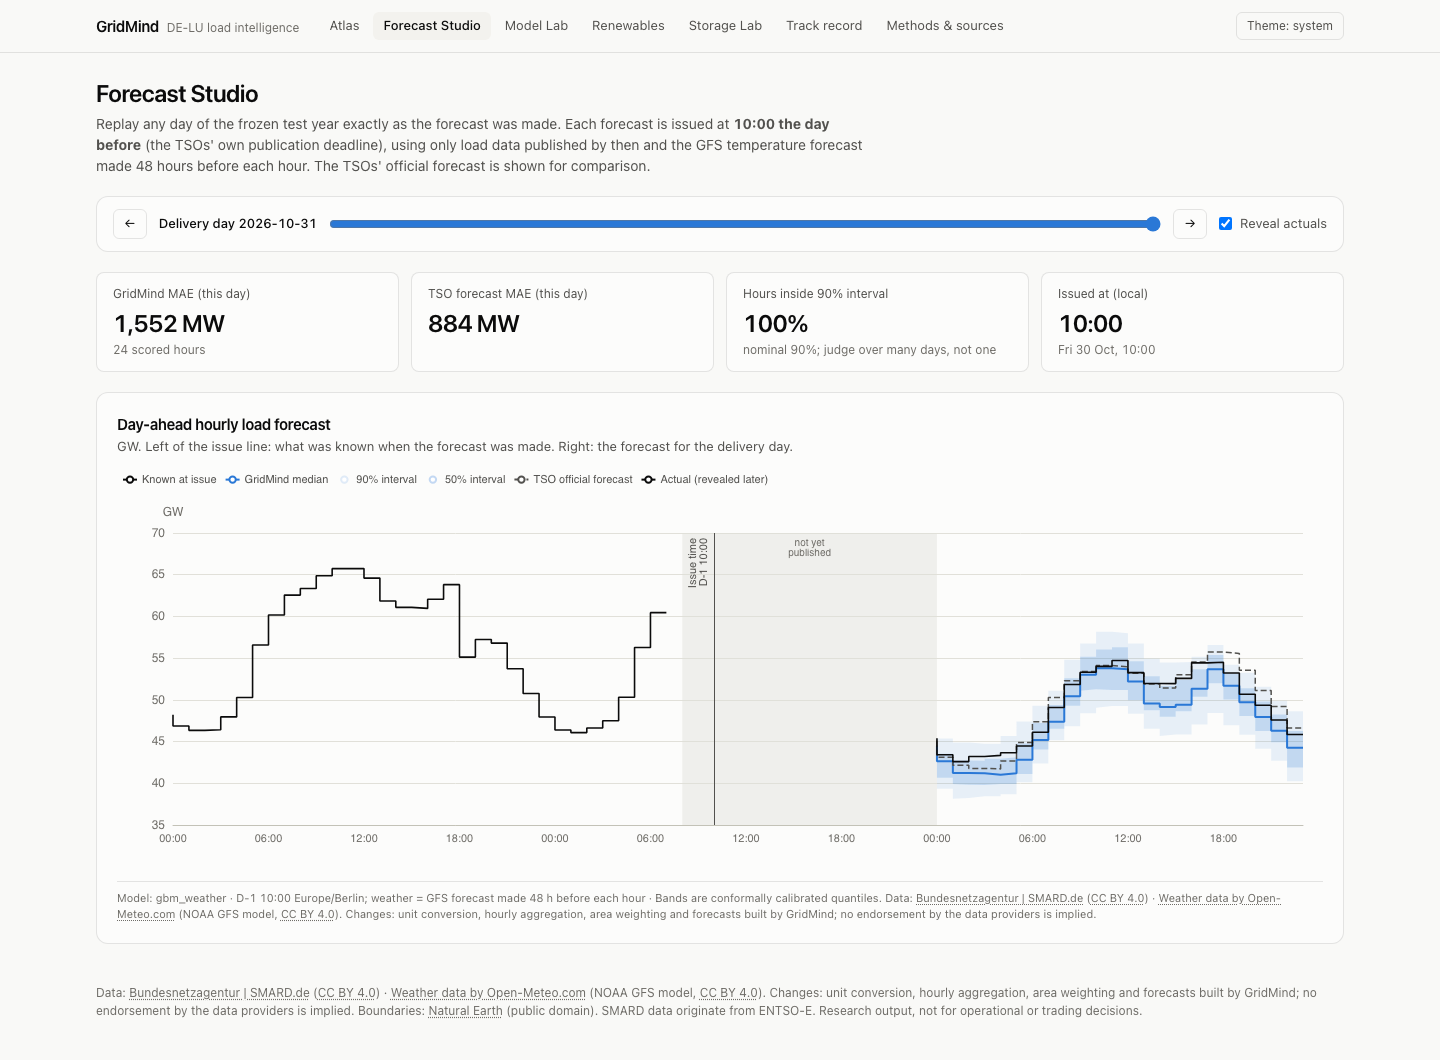 GridMind DE-LU load intelligence Atlas Forecast Studio Model Lab Renewables Storage Lab Track record Methods & sources Theme: system
Forecast Studio
Replay any day of the frozen test year exactly as the forecast was made. Each forecast is issued at 10:00 the day
before (the TSOs' own publication deadline), using only load data published by then and the GFS temperature forecast
made 48 hours before each hour. The TSOs' official forecast is shown for comparison.
← Delivery day 2026-10-31 → Reveal actuals
GridMind MAE (this day)
1,552 MW
24 scored hours
TSO forecast MAE (this day)
884 MW
Hours inside 90% interval
100%
nominal 90%; judge over many days, not one
Issued at (local)
10:00
Fri 30 Oct, 10:00
Day-ahead hourly load forecast
GW. Left of the issue line: what was known when the forecast was made. Right: the forecast for the delivery day.
Known at issue GridMind median 90% interval 50% interval TSO official forecast Actual (revealed later)
GW
70
65
60
55
50
45
40
35
Issue time
D-1 10:00
not yet
published
00:00 06:00 12:00 18:00 00:00 06:00 12:00 18:00 00:00 06:00 12:00 18:00
Model: gbm_weather · D-1 10:00 Europe/Berlin; weather = GFS forecast made 48 h before each hour · Bands are conformally calibrated quantiles. Data: Bundesnetzagentur | SMARD.de (CC BY 4.0) · Weather data by Open-
Meteo.com (NOAA GFS model, CC BY 4.0). Changes: unit conversion, hourly aggregation, area weighting and forecasts built by GridMind; no endorsement by the data providers is implied.
Data: Bundesnetzagentur | SMARD.de (CC BY 4.0) · Weather data by Open-Meteo.com (NOAA GFS model, CC BY 4.0). Changes: unit conversion, hourly aggregation, area weighting and forecasts built by GridMind; no
endorsement by the data providers is implied. Boundaries: Natural Earth (public domain). SMARD data originate from ENTSO-E. Research output, not for operational or trading decisions.